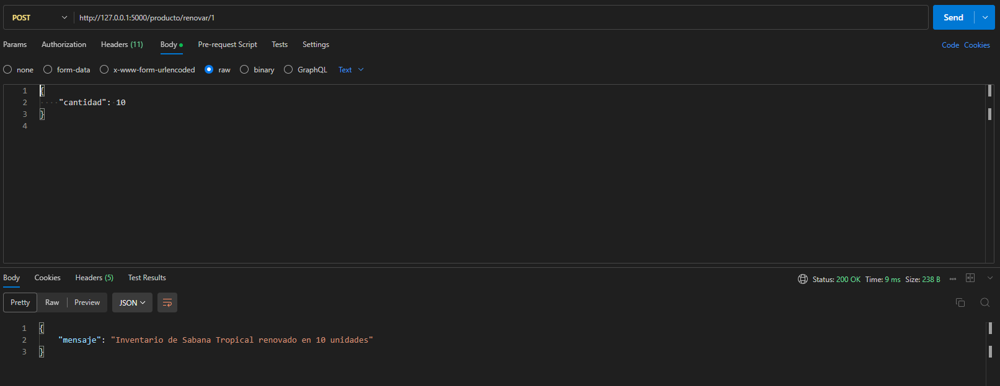 POST http://127.0.0.1:5000/producto/renovar/1 Send
Params Authorization Headers (11) Body Pre-request Script Tests Settings Code Cookies
none form-data x-www-form-urlencoded raw binary GraphQL Text
1 {
2 "cantidad": 10
3 }
4
Body Cookies Headers (5) Test Results Status: 200 OK Time: 9 ms Size: 238 B
Pretty Raw Preview JSON
1 {
2 "mensaje": "Inventario de Sabana Tropical renovado en 10 unidades"
3 }